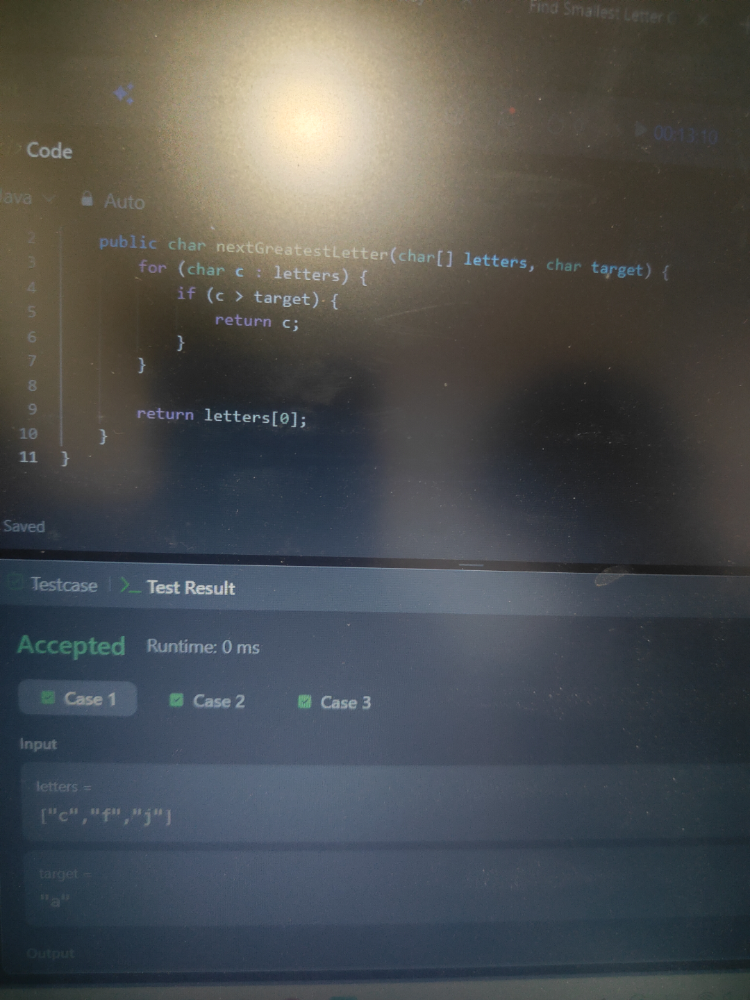 Find Smallest Letter G
00:13:10
Code
Java
Auto
2 public char nextGreatestLetter(char[] letters, char target) {
3 for (char c : letters) {
4 if (c > target) {
5 return c;
6 }
7 }
8
9 return letters[0];
10 }
11 }
Saved
Testcase >_ Test Result
Accepted Runtime: 0 ms
Case 1 Case 2 Case 3
Input
letters =
["c","f","j"]
target =
"a"
Output